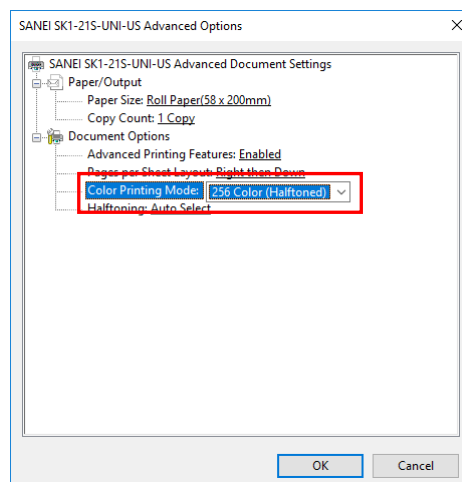 SANEI SK1-21S-UNI-US Advanced Options
SANEI SK1-21S-UNI-US Advanced Document Settings
Paper/Output
Paper Size: Roll Paper(58 x 200mm)
Copy Count: 1 Copy
Document Options
Advanced Printing Features: Enabled
Pages per Sheet Layout: Right then Down
Color Printing Mode: 256 Color (Halftoned)
Halftoning: Auto Select
OK Cancel